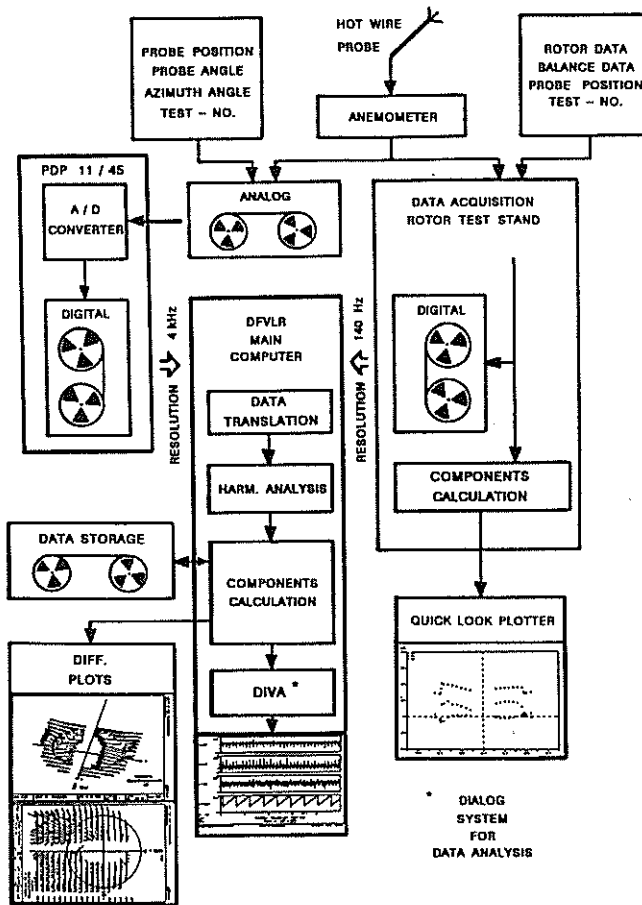 HOT WIRE
PROBE
PROBE POSITION
PROBE ANGLE
AZIMUTH ANGLE
TEST – NO.
ROTOR DATA
BALANCE DATA
PROBE POSITION
TEST – NO.
ANEMOMETER
PDP 11 / 45
A / D
CONVERTER
ANALOG
DATA ACQUISITION
ROTOR TEST STAND
DIGITAL
RESOLUTION 4 kHz
DFVLR
MAIN
COMPUTER
RESOLUTION 140 Hz
DIGITAL
DATA
TRANSLATION
HARM. ANALYSIS
COMPONENTS
CALCULATION
DATA STORAGE
COMPONENTS
CALCULATION
DIFF.
PLOTS
DIVA *
QUICK LOOK PLOTTER
* DIALOG
SYSTEM
FOR
DATA ANALYSIS